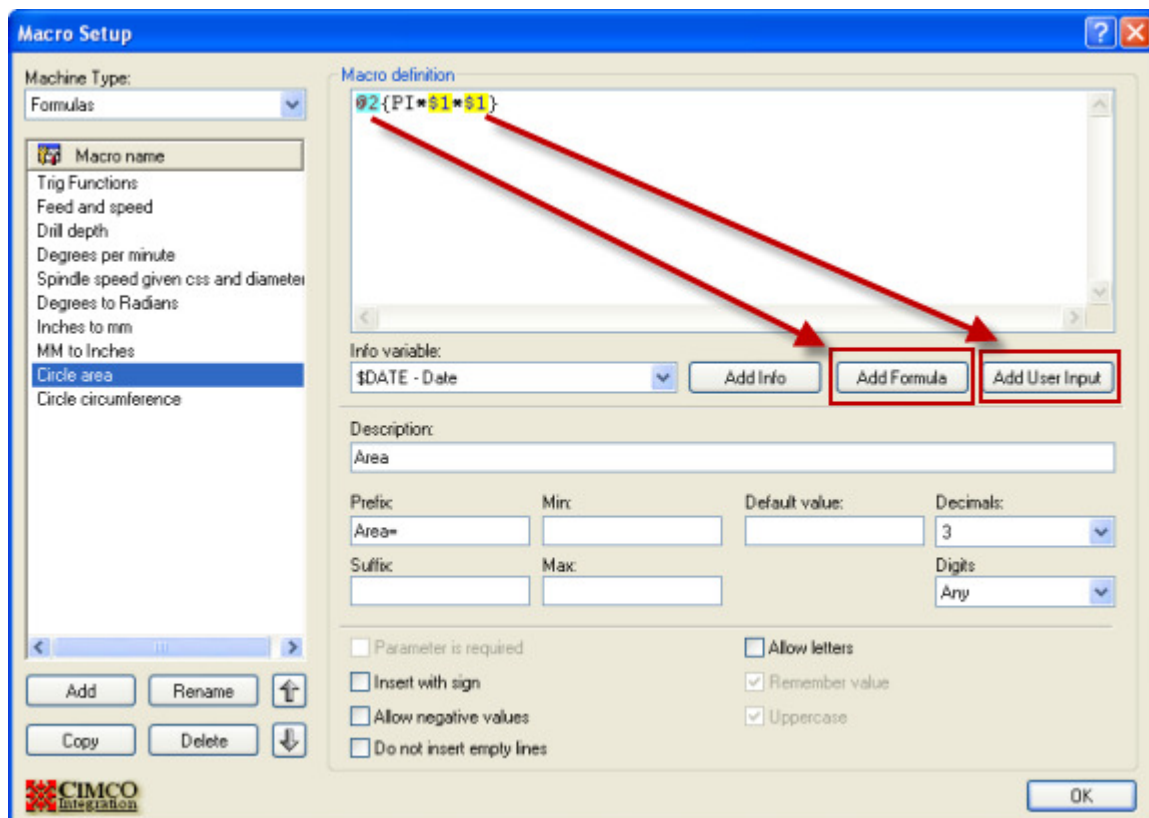 Macro Setup
Machine Type:
Formulas
Macro name
Trig Functions
Feed and speed
Drill depth
Degrees per minute
Spindle speed given css and diameter
Degrees to Radians
Inches to mm
MM to Inches
Circle area
Circle circumference
Add Rename
Copy Delete
CIMCO
Integration
Macro definition
@2{PI*$1*$1}
Info variable:
$DATE - Date Add Info Add Formula Add User Input
Description:
Area
Prefix: Min: Default value: Decimals:
Area= 3
Suffix: Max: Digits
Any
Parameter is required Allow letters
Insert with sign Remember value
Allow negative values Uppercase
Do not insert empty lines
OK